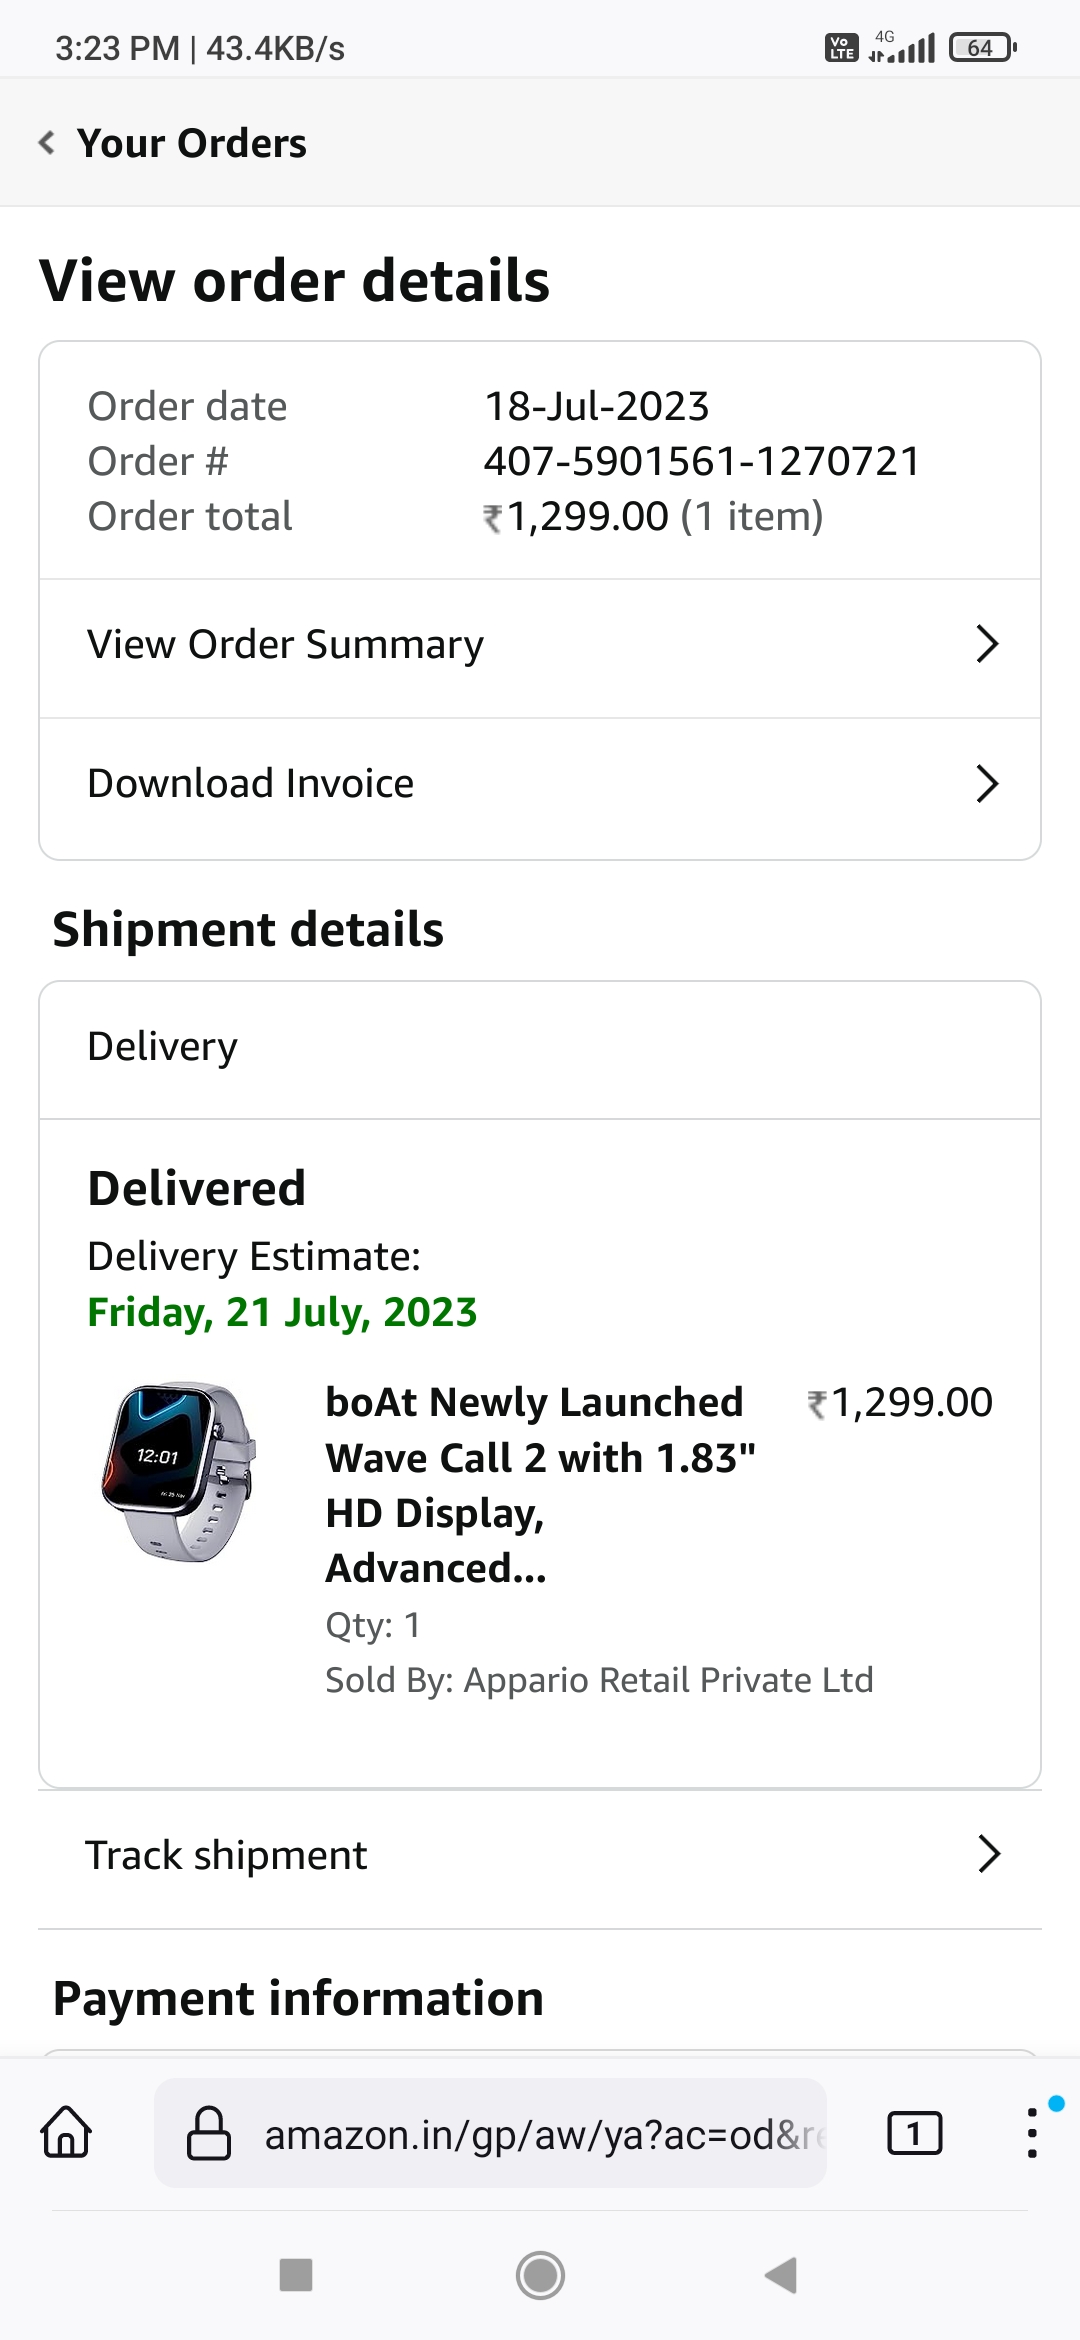 3:23 PM | 43.4KB/s
Vo LTE 4G 64
Your Orders
View order details
Order date 18-Jul-2023
Order # 407-5901561-1270721
Order total ₹1,299.00 (1 item)
View Order Summary
Download Invoice
Shipment details
Delivery
Delivered
Delivery Estimate:
Friday, 21 July, 2023
12:01
boAt Newly Launched ₹1,299.00
Wave Call 2 with 1.83"
HD Display,
Advanced...
Qty: 1
Sold By: Appario Retail Private Ltd
Track shipment
Payment information
amazon.in/gp/aw/ya?ac=od&re
1